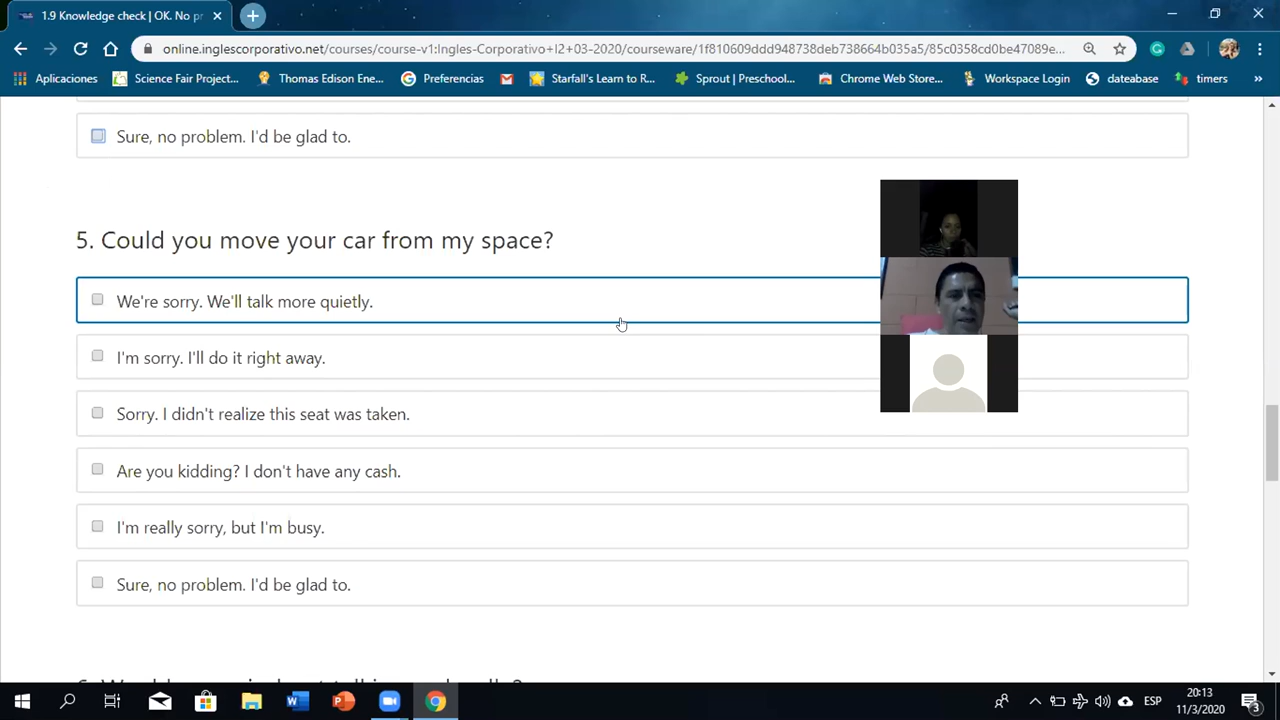 1.9 Knowledge check | OK. No pr
online.inglescorporativo.net/courses/course-v1:Ingles-Corporativo+I2+03-2020/courseware/1f810609ddd948738deb738664b035a5/85c0358cd0be47089e...
Aplicaciones Science Fair Project... Thomas Edison Ene... Preferencias Starfall's Learn to R... Sprout | Preschool... Chrome Web Store... Workspace Login dateabase timers »
Sure, no problem. I'd be glad to.
5. Could you move your car from my space?
We're sorry. We'll talk more quietly.
I'm sorry. I'll do it right away.
Sorry. I didn't realize this seat was taken.
Are you kidding? I don't have any cash.
I'm really sorry, but I'm busy.
Sure, no problem. I'd be glad to.
ESP
20:13
11/3/2020
3